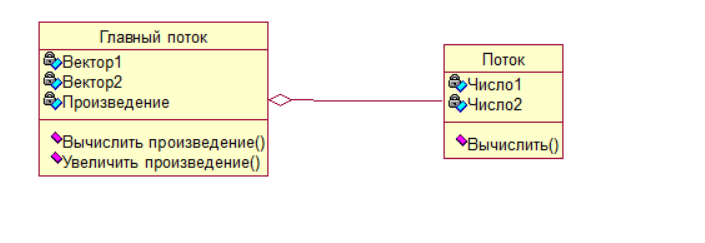 Главный поток
Вектор1
Вектор2
Произведение
Вычислить произведение()
Увеличить произведение()
Поток
Число1
Число2
Вычислить()